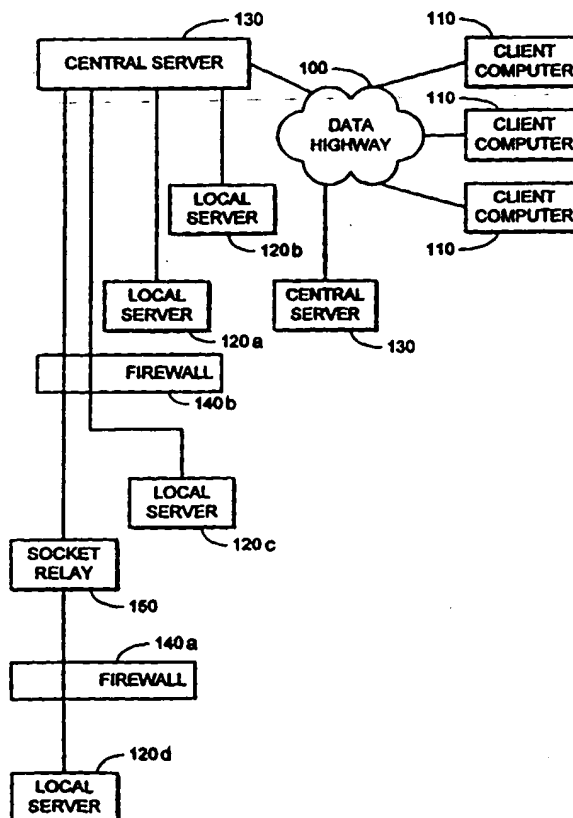 130
CENTRAL SERVER
100
DATA
HIGHWAY
110
CLIENT
COMPUTER
110
CLIENT
COMPUTER
CLIENT
COMPUTER
110
LOCAL
SERVER
120b
LOCAL
SERVER
120a
CENTRAL
SERVER
130
FIREWALL
140b
LOCAL
SERVER
120c
SOCKET
RELAY
150
140a
FIREWALL
120d
LOCAL
SERVER